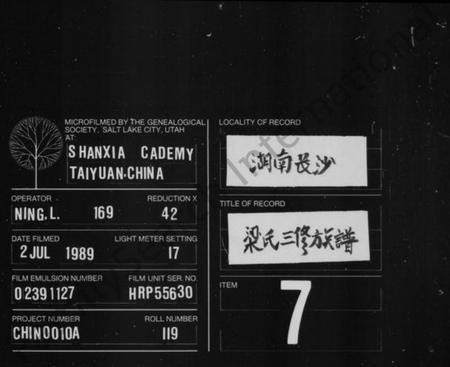 MICROFILMED BY THE GENEALOGICAL
SOCIETY, SALT LAKE CITY, UTAH
AT:
SHANXIA CADEMY
TAIYUAN.CHINA
OPERATOR REDUCTION X
NING.L. 169 42
DATE FILMED LIGHT METER SETTING
2 JUL 1989 17
FILM EMULSION NUMBER FILM UNIT SER. NO.
02391127 HRP55630
PROJECT NUMBER ROLL NUMBER
CHIN0010A 119
LOCALITY OF RECORD
湖南長沙
TITLE OF RECORD
梁氏三修族譜
ITEM
7
International